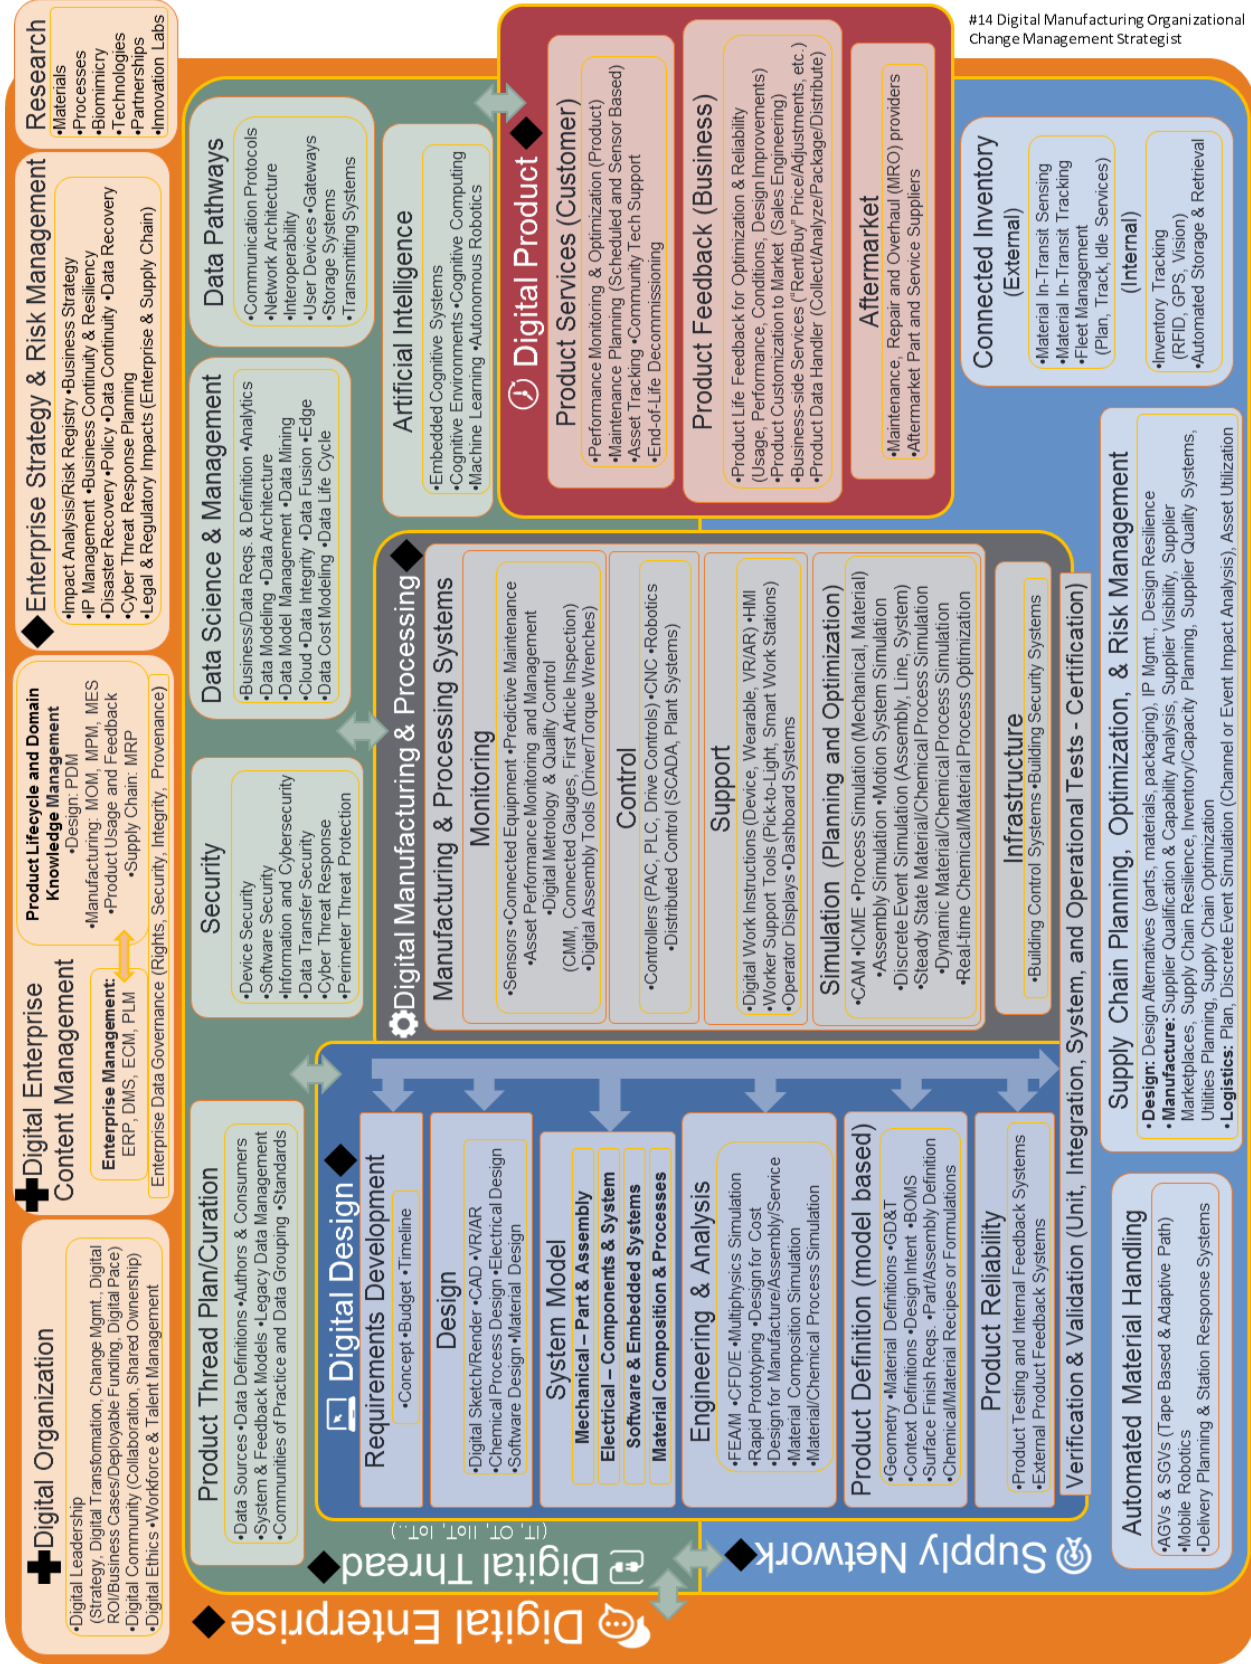 #14 Digital Manufacturing Organizational
Change Management Strategist
Digital Enterprise
Digital Organization
•Digital Leadership
(Strategy, Digital Transformation, Change Mgmt., Digital
ROI/Business Cases/Deployable Funding, Digital Pace)
•Digital Community (Collaboration, Shared Ownership)
•Digital Ethics •Workforce & Talent Management
Digital Enterprise
Content Management
Enterprise Management:
ERP, DMS, ECM, PLM
Product Lifecycle and Domain
Knowledge Management
•Design: PDM
•Manufacturing: MOM, MPM, MES
•Product Usage and Feedback
•Supply Chain: MRP
Enterprise Data Governance (Rights, Security, Integrity, Provenance)
Enterprise Strategy & Risk Management
•Impact Analysis/Risk Registry •Business Strategy
•IP Management •Business Continuity & Resiliency
•Disaster Recovery •Policy •Data Continuity •Data Recovery
•Cyber Threat Response Planning
•Legal & Regulatory Impacts (Enterprise & Supply Chain)
Research
•Materials
•Processes
•Biomimicry
•Technologies
•Partnerships
•Innovation Labs
Digital Thread
(IT, OT, IIoT, IoT...)
Product Thread Plan/Curation
•Data Sources •Data Definitions •Authors & Consumers
•System & Feedback Models •Legacy Data Management
•Communities of Practice and Data Grouping •Standards
Security
•Device Security
•Software Security
•Information and Cybersecurity
•Data Transfer Security
•Cyber Threat Response
•Perimeter Threat Protection
Data Science & Management
•Business/Data Reqs. & Definition •Analytics
•Data Modeling •Data Architecture
•Data Model Management •Data Mining
•Cloud •Data Integrity •Data Fusion •Edge
•Data Cost Modeling •Data Life Cycle
Data Pathways
•Communication Protocols
•Network Architecture
•Interoperability
•User Devices •Gateways
•Storage Systems
•Transmitting Systems
Artificial Intelligence
•Embedded Cognitive Systems
•Cognitive Environments •Cognitive Computing
•Machine Learning •Autonomous Robotics
Digital Design
Requirements Development
•Concept •Budget •Timeline
Design
•Digital Sketch/Render •CAD •VR/AR
•Chemical Process Design •Electrical Design
•Software Design •Material Design
System Model
Mechanical – Part & Assembly
Electrical – Components & System
Software & Embedded Systems
Material Composition & Processes
Engineering & Analysis
•FEA/M •CFD/E •Multiphysics Simulation
•Rapid Prototyping •Design for Cost
•Design for Manufacture/Assembly/Service
•Material Composition Simulation
•Material/Chemical Process Simulation
Product Definition (model based)
•Geometry •Material Definitions •GD&T
•Context Definitions •Design Intent •BOMS
•Surface Finish Reqs. •Part/Assembly Definition
•Chemical/Material Recipes or Formulations
Product Reliability
•Product Testing and Internal Feedback Systems
•External Product Feedback Systems
Digital Manufacturing & Processing
Manufacturing & Processing Systems
Monitoring
•Sensors •Connected Equipment •Predictive Maintenance
•Asset Performance Monitoring and Management
•Digital Metrology & Quality Control
(CMM, Connected Gauges, First Article Inspection)
•Digital Assembly Tools (Driver/Torque Wrenches)
Control
•Controllers (PAC, PLC, Drive Controls) •CNC •Robotics
•Distributed Control (SCADA, Plant Systems)
Support
•Digital Work Instructions (Device, Wearable, VR/AR) •HMI
•Worker Support Tools (Pick-to-Light, Smart Work Stations)
•Operator Displays •Dashboard Systems
Simulation (Planning and Optimization)
•CAM •ICME •Process Simulation (Mechanical, Material)
•Assembly Simulation •Motion System Simulation
•Discrete Event Simulation (Assembly, Line, System)
•Steady State Material/Chemical Process Simulation
•Dynamic Material/Chemical Process Simulation
•Real-time Chemical/Material Process Optimization
Infrastructure
•Building Control Systems •Building Security Systems
Verification & Validation (Unit, Integration, System, and Operational Tests - Certification)
Digital Product
Product Services (Customer)
•Performance Monitoring & Optimization (Product)
•Maintenance Planning (Scheduled and Sensor Based)
•Asset Tracking •Community Tech Support
•End-of-Life Decommissioning
Product Feedback (Business)
•Product Life Feedback for Optimization & Reliability
(Usage, Performance, Conditions, Design Improvements)
•Product Customization to Market (Sales Engineering)
•Business-side Services ("Rent/Buy" Price/Adjustments, etc.)
•Product Data Handler (Collect/Analyze/Package/Distribute)
Aftermarket
•Maintenance, Repair and Overhaul (MRO) providers
•Aftermarket Part and Service Suppliers
Supply Network
Automated Material Handling
•AGVs & SGVs (Tape Based & Adaptive Path)
•Mobile Robotics
•Delivery Planning & Station Response Systems
Supply Chain Planning, Optimization, & Risk Management
•Design: Design Alternatives (parts, materials, packaging), IP Mgmt., Design Resilience
•Manufacture: Supplier Qualification & Capability Analysis, Supplier Visibility, Supplier
Marketplaces, Supply Chain Resilience, Inventory/Capacity Planning, Supplier Quality Systems,
Utilities Planning, Supply Chain Optimization
•Logistics: Plan, Discrete Event Simulation (Channel or Event Impact Analysis), Asset Utilization
Connected Inventory
(External)
•Material In-Transit Sensing
•Material In-Transit Tracking
•Fleet Management
(Plan, Track, Idle Services)
(Internal)
•Inventory Tracking
(RFID, GPS, Vision)
•Automated Storage & Retrieval